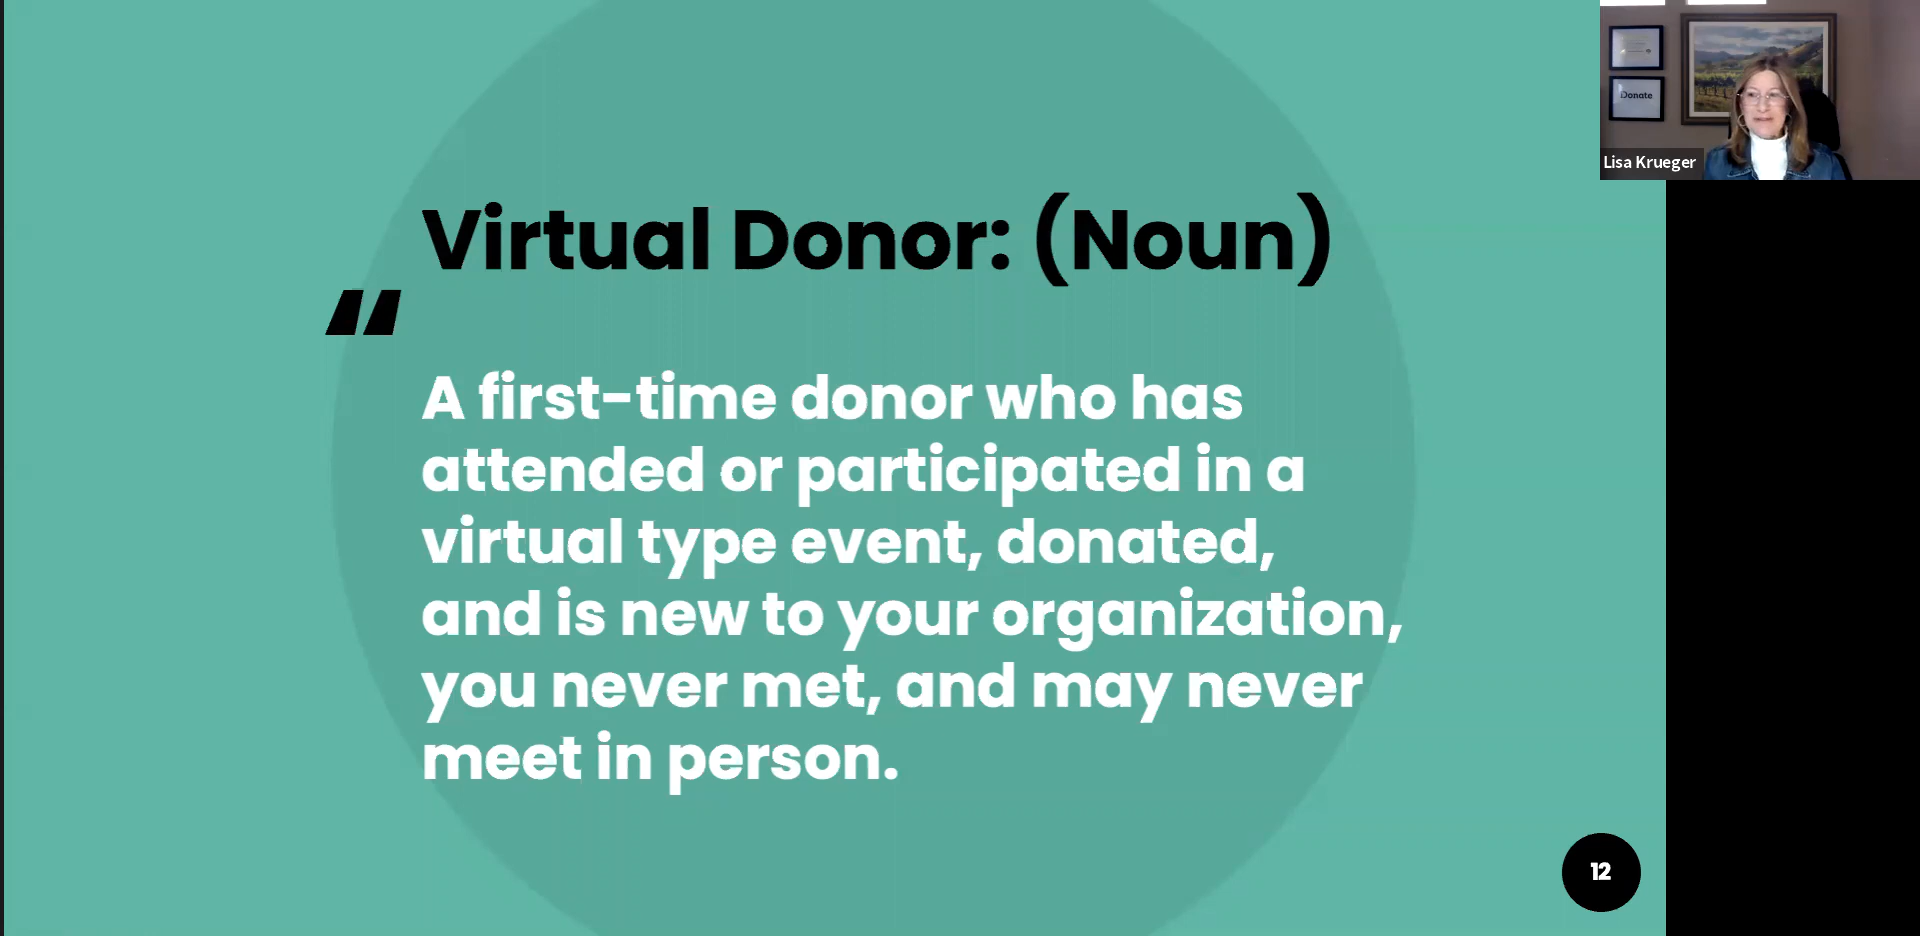 Virtual Donor: (Noun)
“
A first-time donor who has
attended or participated in a
virtual type event, donated,
and is new to your organization,
you never met, and may never
meet in person.
12
Donate
Lisa Krueger